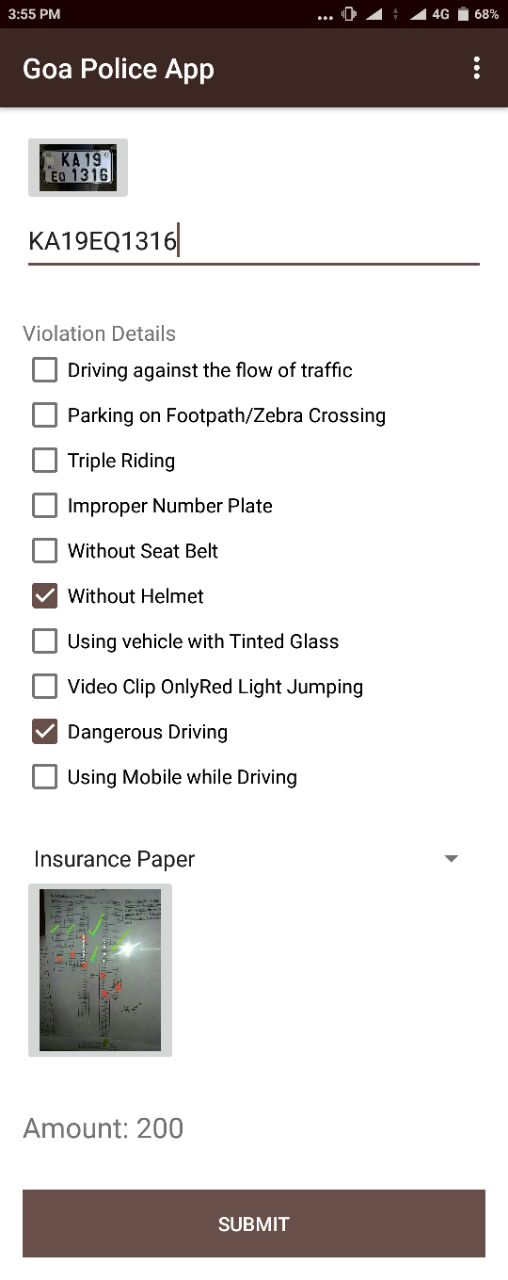 3:55 PM
4G 68%
Goa Police App
KA 19
EQ 1316
KA19EQ1316
Violation Details
Driving against the flow of traffic
Parking on Footpath/Zebra Crossing
Triple Riding
Improper Number Plate
Without Seat Belt
Without Helmet
Using vehicle with Tinted Glass
Video Clip OnlyRed Light Jumping
Dangerous Driving
Using Mobile while Driving
Insurance Paper
Amount: 200
SUBMIT